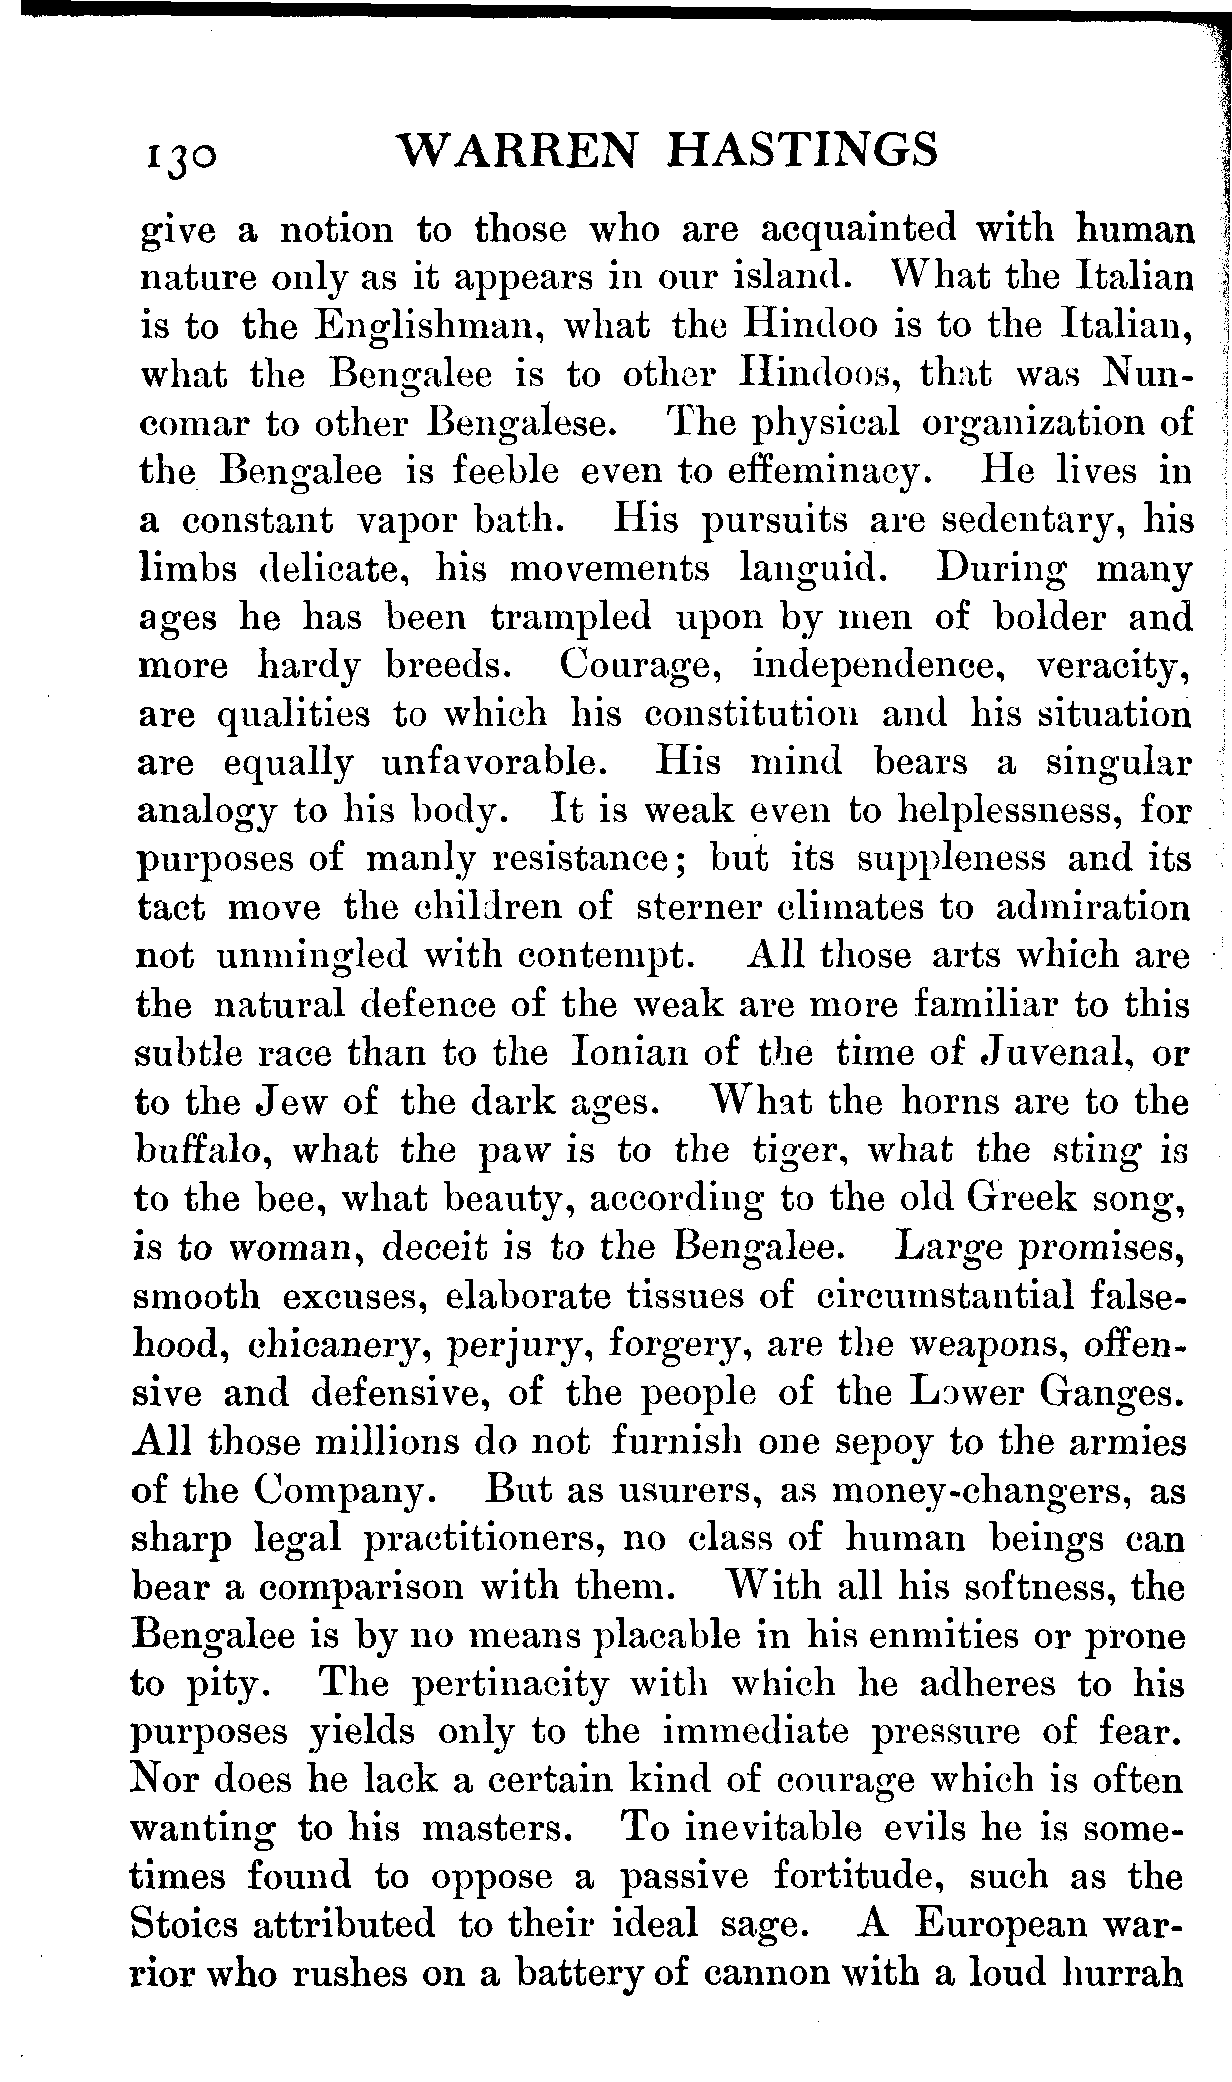 130 WARREN HASTINGS
give a notion to those who are acquainted with human
nature only as it appears in our island. What the Italian
is to the Englishman, what the Hindoo is to the Italian,
what the Bengalee is to other Hindoos, that was Nun-
comar to other Bengalese. The physical organization of
the Bengalee is feeble even to effeminacy. He lives in
a constant vapor bath. His pursuits are sedentary, his
limbs delicate, his movements languid. During many
ages he has been trampled upon by men of bolder and
more hardy breeds. Courage, independence, veracity,
are qualities to which his constitution and his situation
are equally unfavorable. His mind bears a singular
analogy to his body. It is weak even to helplessness, for
purposes of manly resistance; but its suppleness and its
tact move the children of sterner climates to admiration
not unmingled with contempt. All those arts which are
the natural defence of the weak are more familiar to this
subtle race than to the Ionian of the time of Juvenal, or
to the Jew of the dark ages. What the horns are to the
buffalo, what the paw is to the tiger, what the sting is
to the bee, what beauty, according to the old Greek song,
is to woman, deceit is to the Bengalee. Large promises,
smooth excuses, elaborate tissues of circumstantial false-
hood, chicanery, perjury, forgery, are the weapons, offen-
sive and defensive, of the people of the Lower Ganges.
All those millions do not furnish one sepoy to the armies
of the Company. But as usurers, as money-changers, as
sharp legal practitioners, no class of human beings can
bear a comparison with them. With all his softness, the
Bengalee is by no means placable in his enmities or prone
to pity. The pertinacity with which he adheres to his
purposes yields only to the immediate pressure of fear.
Nor does he lack a certain kind of courage which is often
wanting to his masters. To inevitable evils he is some-
times found to oppose a passive fortitude, such as the
Stoics attributed to their ideal sage. A European war-
rior who rushes on a battery of cannon with a loud hurrah